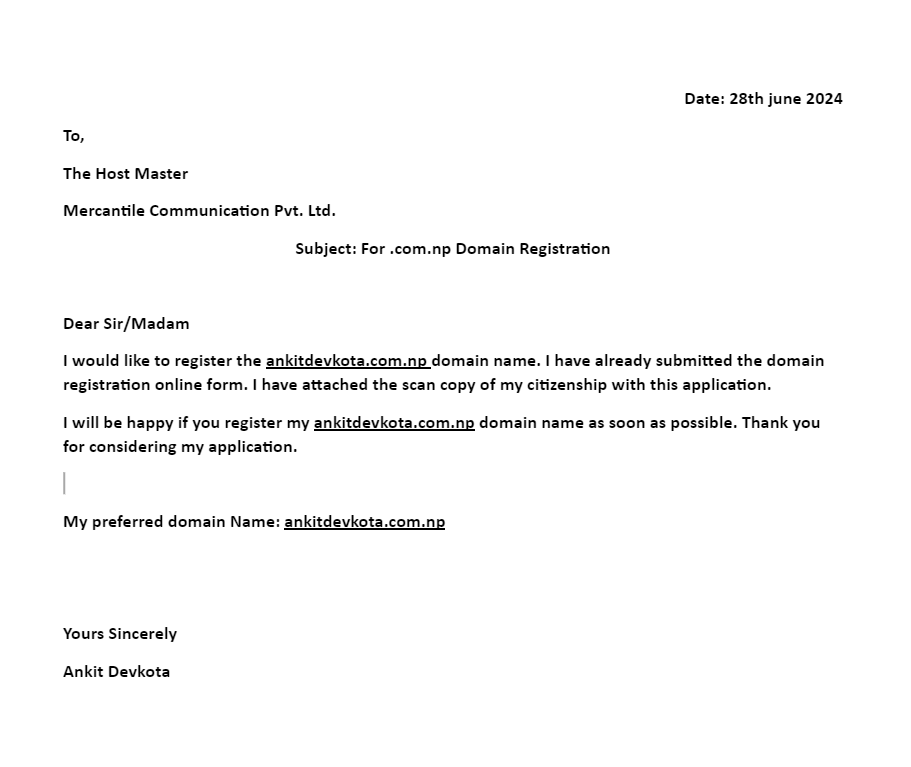 Date: 28th june 2024
To,
The Host Master
Mercantile Communication Pvt. Ltd.
Subject: For .com.np Domain Registration
Dear Sir/Madam
I would like to register the ankitdevkota.com.np domain name. I have already submitted the domain
registration online form. I have attached the scan copy of my citizenship with this application.
I will be happy if you register my ankitdevkota.com.np domain name as soon as possible. Thank you
for considering my application.
My preferred domain Name: ankitdevkota.com.np
Yours Sincerely
Ankit Devkota